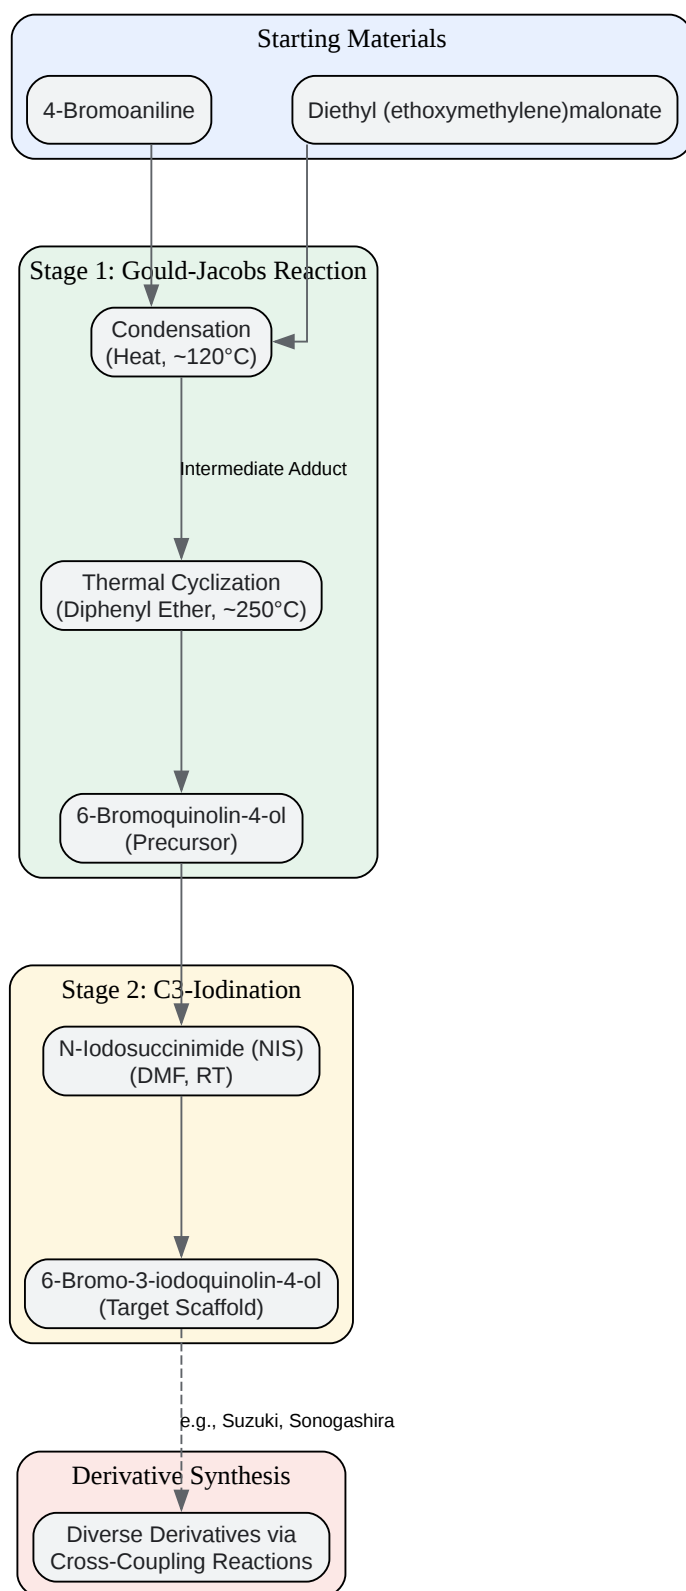 Starting Materials
4-Bromoaniline
Diethyl (ethoxymethylene)malonate
Stage 1: Gould-Jacobs Reaction
Condensation
(Heat, ~120°C)
Intermediate Adduct
Thermal Cyclization
(Diphenyl Ether, ~250°C)
6-Bromoquinolin-4-ol
(Precursor)
Stage 2: C3-Iodination
N-Iodosuccinimide (NIS)
(DMF, RT)
6-Bromo-3-iodoquinolin-4-ol
(Target Scaffold)
e.g., Suzuki, Sonogashira
Derivative Synthesis
Diverse Derivatives via
Cross-Coupling Reactions